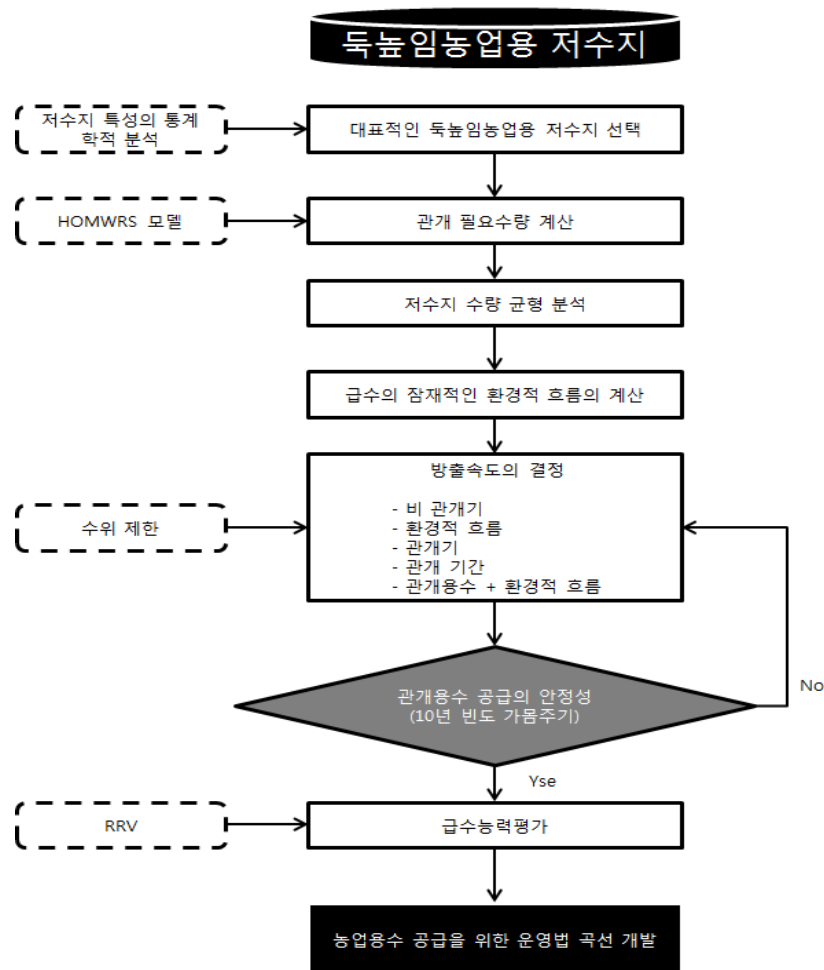 둑높임농업용 저수지
저수지 특성의 통계
학적 분석
대표적인 둑높임농업용 저수지 선택
HOMWRS 모델
관개 필요수량 계산
저수지 수량 균형 분석
급수의 잠재적인 환경적 흐름의 계산
방출속도의 결정
- 비 관개기
- 환경적 흐름
- 관개기
- 관개 기간
- 관개용수 + 환경적 흐름
수위 제한
관개용수 공급의 안정성
(10년 빈도 가뭄주기)
No
Yse
RRV
급수능력평가
농업용수 공급을 위한 운영법 곡선 개발